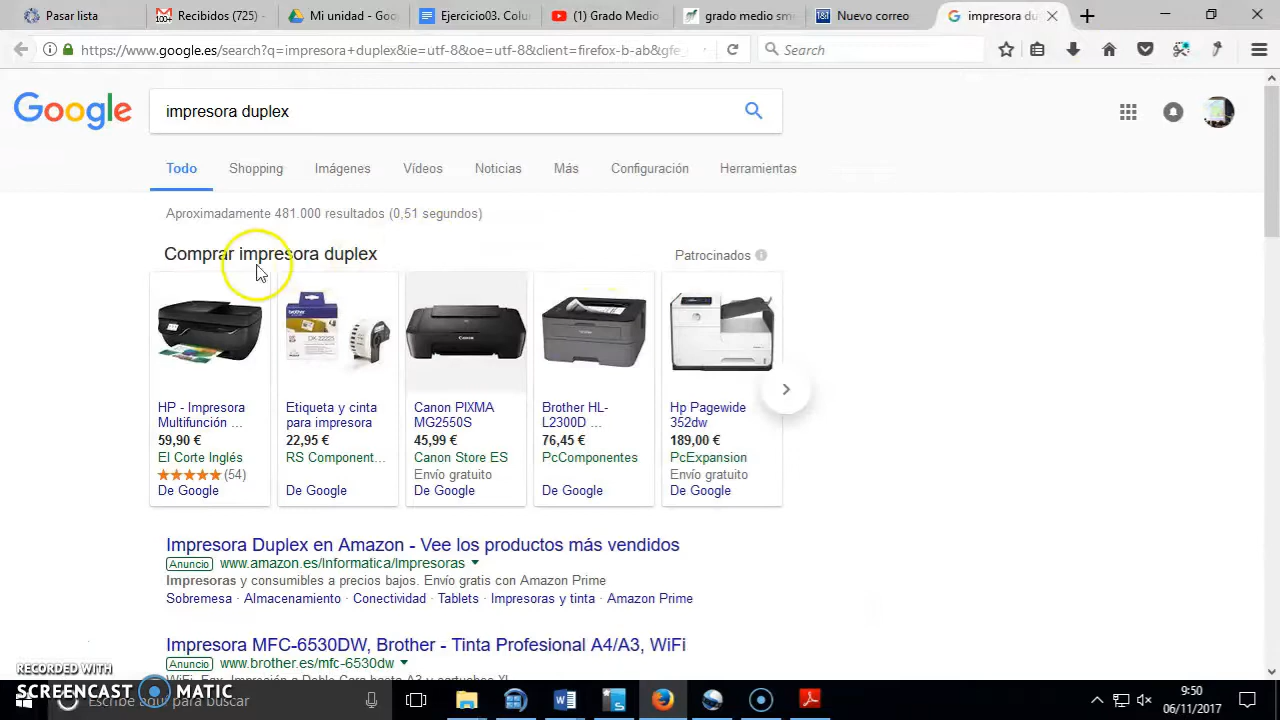 Pasar lista
Recibidos (725) -
Mi unidad - Goo
Ejercicio03. Colum
Grado Medio
grado medio sm
Nuevo correo
impresora du
https://www.google.es/search?q=impresora+duplex&ie=utf-8&oe=utf-8&client=firefox-b-ab&gfe_
Search
Google
impresora duplex
Todo
Shopping
Imágenes
Vídeos
Noticias
Más
Configuración
Herramientas
Aproximadamente 481.000 resultados (0,51 segundos)
Comprar impresora duplex
Patrocinados
HP - Impresora
Multifunción ...
59,90 €
El Corte Inglés
(54)
De Google
Etiqueta y cinta
para impresora
22,95 €
RS Component...
De Google
Canon PIXMA
MG2550S
45,99 €
Canon Store ES
Envío gratuito
De Google
Brother HL-
L2300D ...
76,45 €
PcComponentes
De Google
Hp Pagewide
352dw
189,00 €
PcExpansion
Envío gratuito
De Google
Impresora Duplex en Amazon - Vee los productos más vendidos
Anuncio www.amazon.es/Informatica/Impresoras
Impresoras y consumibles a precios bajos. Envío gratis con Amazon Prime
Sobremesa · Almacenamiento · Conectividad · Tablets · Impresoras y tinta · Amazon Prime
Impresora MFC-6530DW, Brother - Tinta Profesional A4/A3, WiFi
Anuncio www.brother.es/mfc-6530dw
RECORDED WITH
SCREENCAST MATIC
Escribe aquí para buscar
9:50
06/11/2017